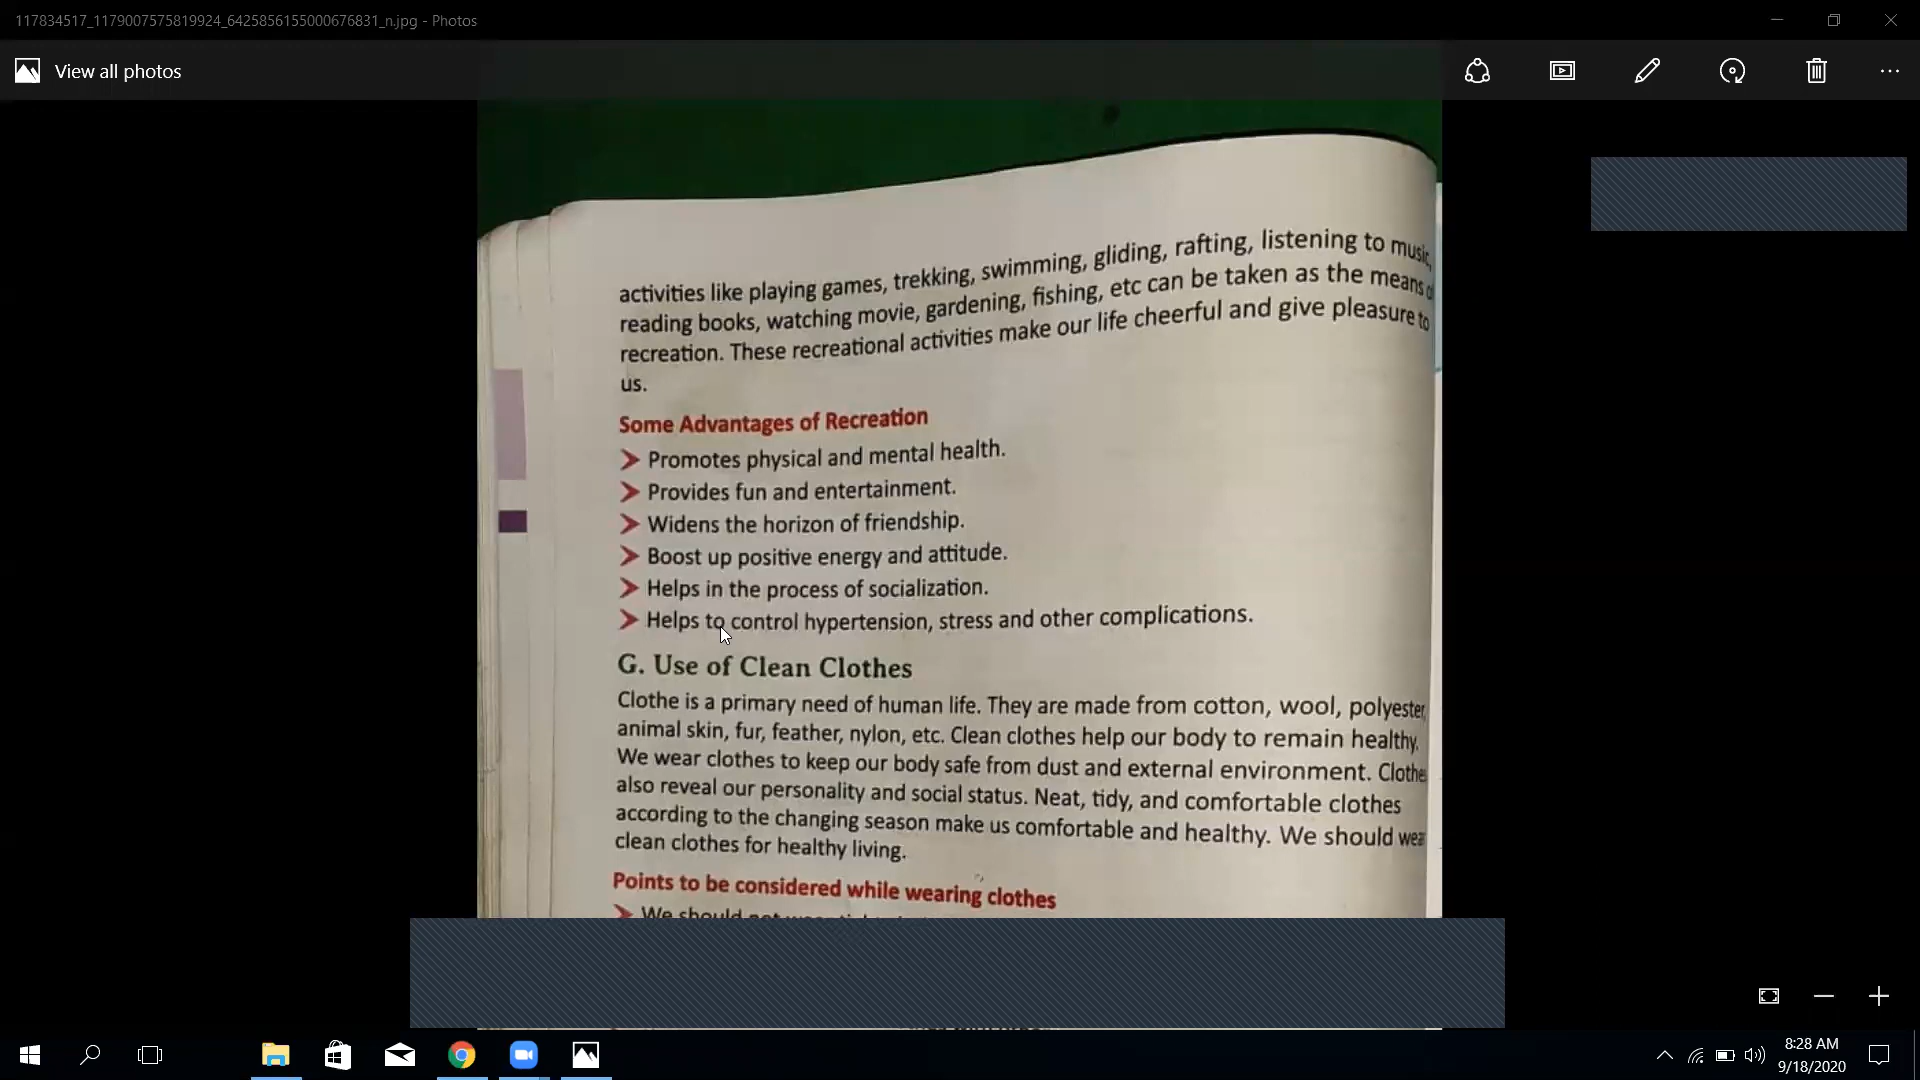 117834517_1179007575819924_6425856155000676831_n.jpg - Photos
View all photos
activities like playing games, trekking, swimming, gliding, rafting, listening to music,
reading books, watching movie, gardening, fishing, etc can be taken as the means of
recreation. These recreational activities make our life cheerful and give pleasure to
us.
Some Advantages of Recreation
Promotes physical and mental health.
Provides fun and entertainment.
Widens the horizon of friendship.
Boost up positive energy and attitude.
Helps in the process of socialization.
Helps to control hypertension, stress and other complications.
G. Use of Clean Clothes
Clothe is a primary need of human life. They are made from cotton, wool, polyester,
animal skin, fur, feather, nylon, etc. Clean clothes help our body to remain healthy.
We wear clothes to keep our body safe from dust and external environment. Clothes
also reveal our personality and social status. Neat, tidy, and comfortable clothes
according to the changing season make us comfortable and healthy. We should wear
clean clothes for healthy living.
Points to be considered while wearing clothes
We should not
8:28 AM
9/18/2020